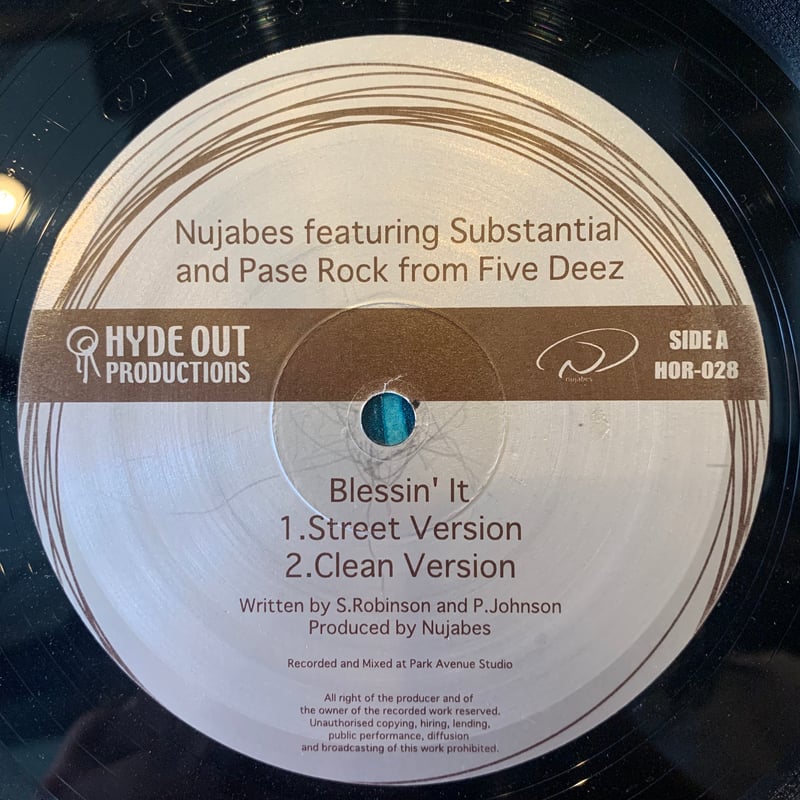 Nujabes featuring Substantial
and Pase Rock from Five Deez
HYDE OUT
PRODUCTIONS
nujabes
SIDE A
HOR-028
Blessin' It
1.Street Version
2.Clean Version
Written by S.Robinson and P.Johnson
Produced by Nujabes
Recorded and Mixed at Park Avenue Studio
All right of the producer and of
the owner of the recorded work reserved.
Unauthorised copying, hiring, lending,
public performance, diffusion
and broadcasting of this work prohibited.